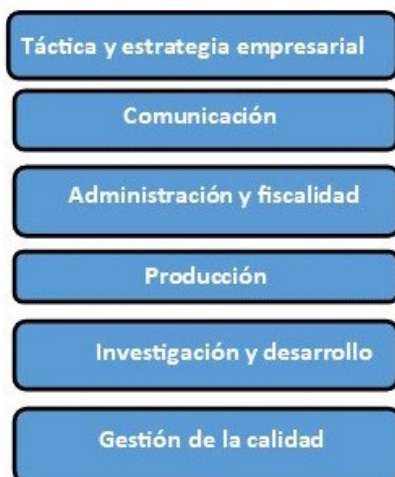 Táctica y estrategia empresarial
Comunicación
Administración y fiscalidad
Producción
Investigación y desarrollo
Gestión de la calidad